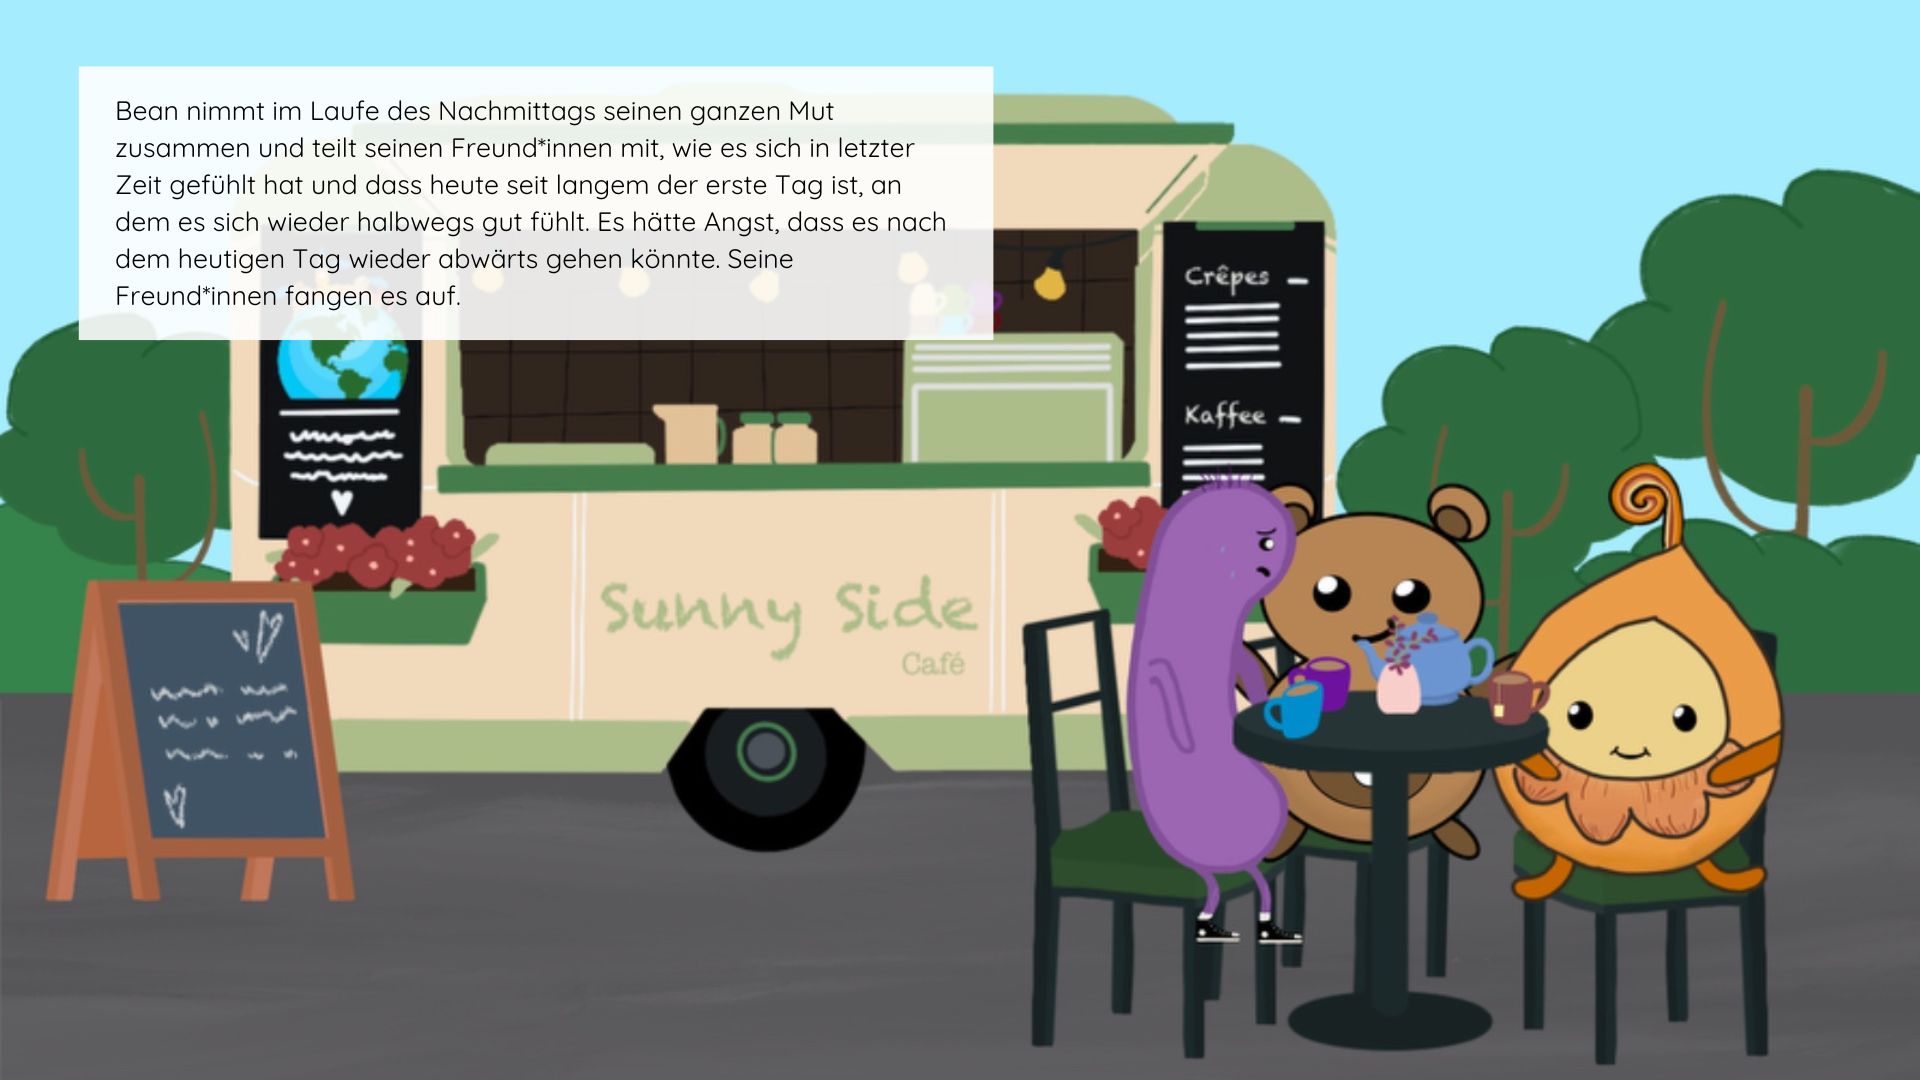 Bean nimmt im Laufe des Nachmittags seinen ganzen Mut
zusammen und teilt seinen Freund*innen mit, wie es sich in letzter
Zeit gefühlt hat und dass heute seit langem der erste Tag ist, an
dem es sich wieder halbwegs gut fühlt. Es hätte Angst, dass es nach
dem heutigen Tag wieder abwärts gehen könnte. Seine
Freund*innen fangen es auf.
Crêpes
Kaffee
Sunny Side
Café